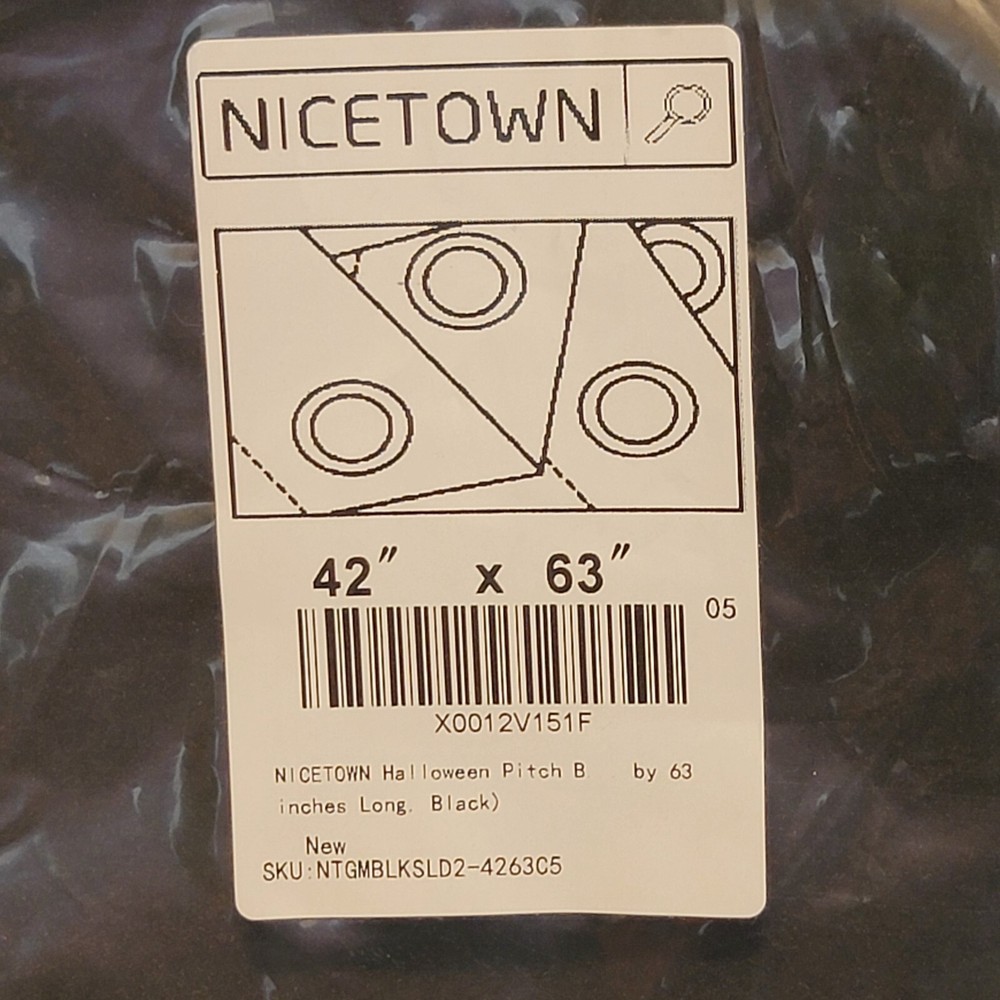 NICETOWN
42" x 63"
05
X0012V151F
NICETOWN Halloween Pitch B by 63
inches Long, Black)
New
SKU:NTGMBLKSLD2-4263C5